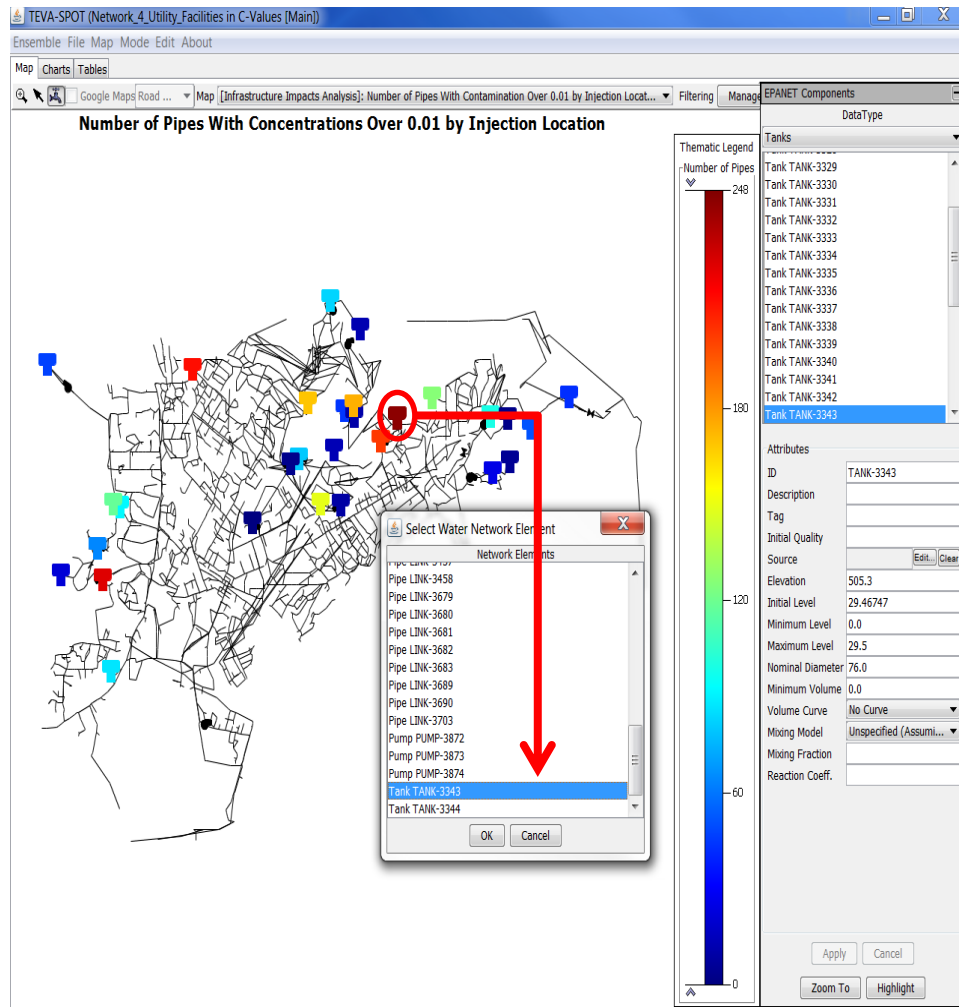 TEVA-SPOT (Network_4_Utility_Facilities in C-Values [Main])
Ensemble File Map Mode Edit About
Map Charts Tables
Google Maps Road ... Map [Infrastructure Impacts Analysis]: Number of Pipes With Contamination Over 0.01 by Injection Locat... Filtering Manage
Number of Pipes With Concentrations Over 0.01 by Injection Location
Thematic Legend
Number of Pipes
248
180
120
60
0
Select Water Network Element
Network Elements
Pipe LINK-3458
Pipe LINK-3679
Pipe LINK-3680
Pipe LINK-3681
Pipe LINK-3682
Pipe LINK-3683
Pipe LINK-3689
Pipe LINK-3690
Pipe LINK-3703
Pump PUMP-3872
Pump PUMP-3873
Pump PUMP-3874
Tank TANK-3343
Tank TANK-3344
OK Cancel
EPANET Components
DataType
Tanks
Tank TANK-3329
Tank TANK-3330
Tank TANK-3331
Tank TANK-3332
Tank TANK-3333
Tank TANK-3334
Tank TANK-3335
Tank TANK-3336
Tank TANK-3337
Tank TANK-3338
Tank TANK-3339
Tank TANK-3340
Tank TANK-3341
Tank TANK-3342
Tank TANK-3343
Attributes
ID TANK-3343
Description
Tag
Initial Quality
Source Edit... Clear
Elevation 505.3
Initial Level 29.46747
Minimum Level 0.0
Maximum Level 29.5
Nominal Diameter 76.0
Minimum Volume 0.0
Volume Curve No Curve
Mixing Model Unspecified (Assumi...
Mixing Fraction
Reaction Coeff.
Apply Cancel
Zoom To Highlight